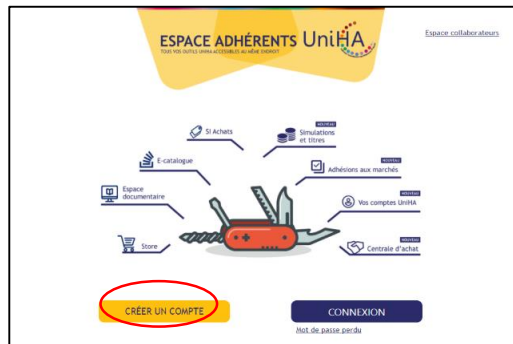 ESPACE ADHÉRENTS UniHA
TOUS VOS OUTILS UNIHA ACCESSIBLES AU MÊME ENDROIT
Espace collaborateurs
SI Achats
NOUVEAU
Simulations
et titres
E-catalogue
NOUVEAU
Adhésions aux marchés
Espace
documentaire
NOUVEAU
Vos comptes UniHA
Store
NOUVEAU
Centrale d'achat
CRÉER UN COMPTE
CONNEXION
Mot de passe perdu